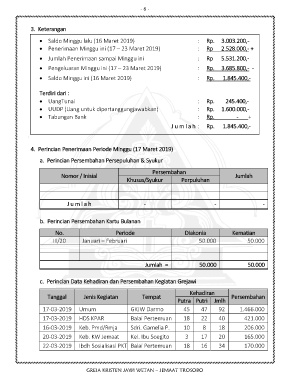 - 6 -
3. Keterangan
• Saldo Minggu lalu (16 Maret 2019) : Rp. 3.003.200,-
• Penerimaan Minggu ini (17 – 23 Maret 2019) : Rp 2.528.000,- +
• Jumlah Penerimaan sampai Minggu ini : Rp. 5.531.200,-
• Pengeluaran Minggu ini (17 – 23 Maret 2019) : Rp. 3.685.800,- -
• Saldo Minggu ini (16 Maret 2019) : Rp. 1.845.400,-
Terdiri dari :
• Uang Tunai : Rp. 245.400,-
• UUDP (Uang untuk dipertanggungjawabkan) : Rp. 1.600.000,-
• Tabungan Bank : Rp. - +
J u m l a h : Rp. 1.845.400,-
4. Perincian Penerimaan Periode Minggu (17 Maret 2019)
a. Perincian Persembahan Persepuluhan & Syukur
Nomor / Inisial Persembahan Jumlah
Khusus/Syukur Perpuluhan
J u m l a h - - -
b. Perincian Persembahan Kartu Bulanan
No. Periode Diakonia Kematian
Januari – Februari 50.000 50.000
Jumlah = 50.000 50.000
c. Perincian Data Kehadiran dan Persembahan Kegiatan Gerejawi
Tanggal Jenis Kegiatan Tempat Kehadiran Persembahan
Putra Putri Jmlh
17-03-2019 Umum GKJW Darmo 45 47 92 1.466.000
17-03-2019 HDS KPAR Balai Pertemuan 18 22 40 421.000
16-03-2019 Keb. Pmd/Rmja Sdri. Gamelia P. 10 8 18 206.000
20-03-2019 Keb. KW Jemaat Kel. Ibu Soegito 3 17 20 165.000
22-03-2019 Ibdh Sosialisasi PKT Balai Pertemuan 18 16 34 170.000
GREJA KRISTEN JAWI WETAN – JEMAAT TROSOBO